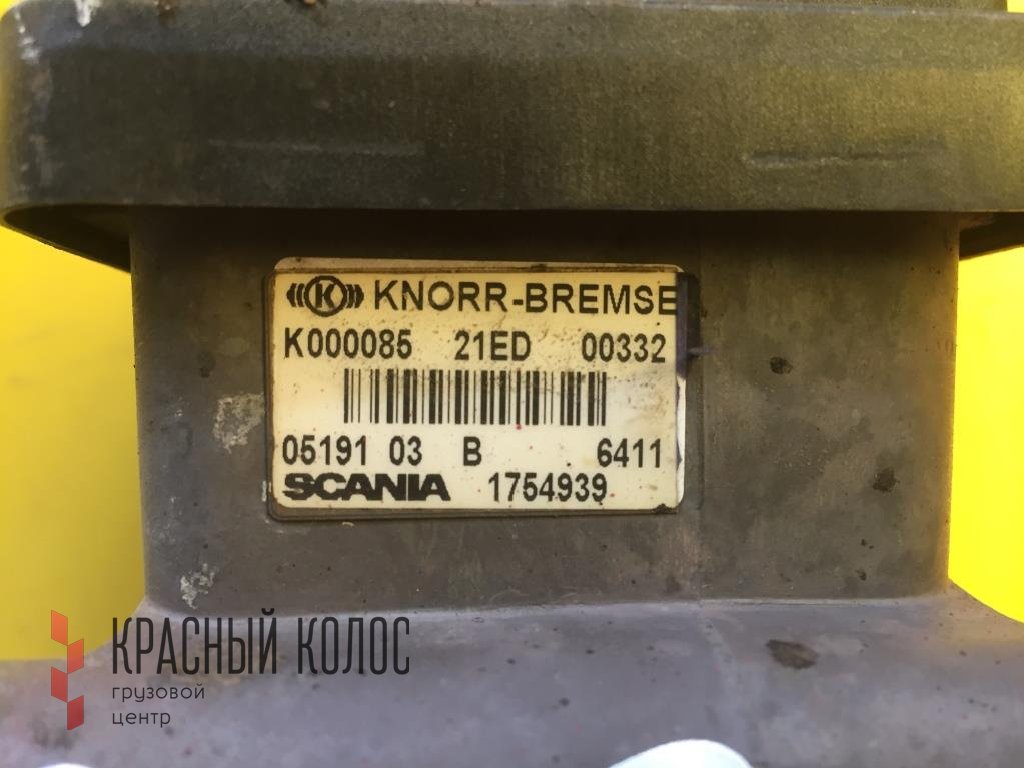 K KNORR-BREMSE
K000085 21ED 00332
05191 03 B 6411
SCANIA 1754939
КРАСНЫЙ КОЛОС
грузовой
центр